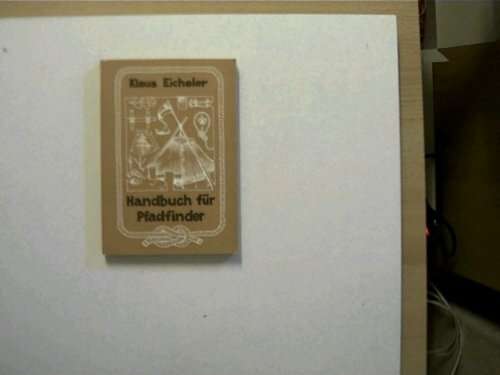 Klaus Eichler
Handbuch für
Pfadfinder